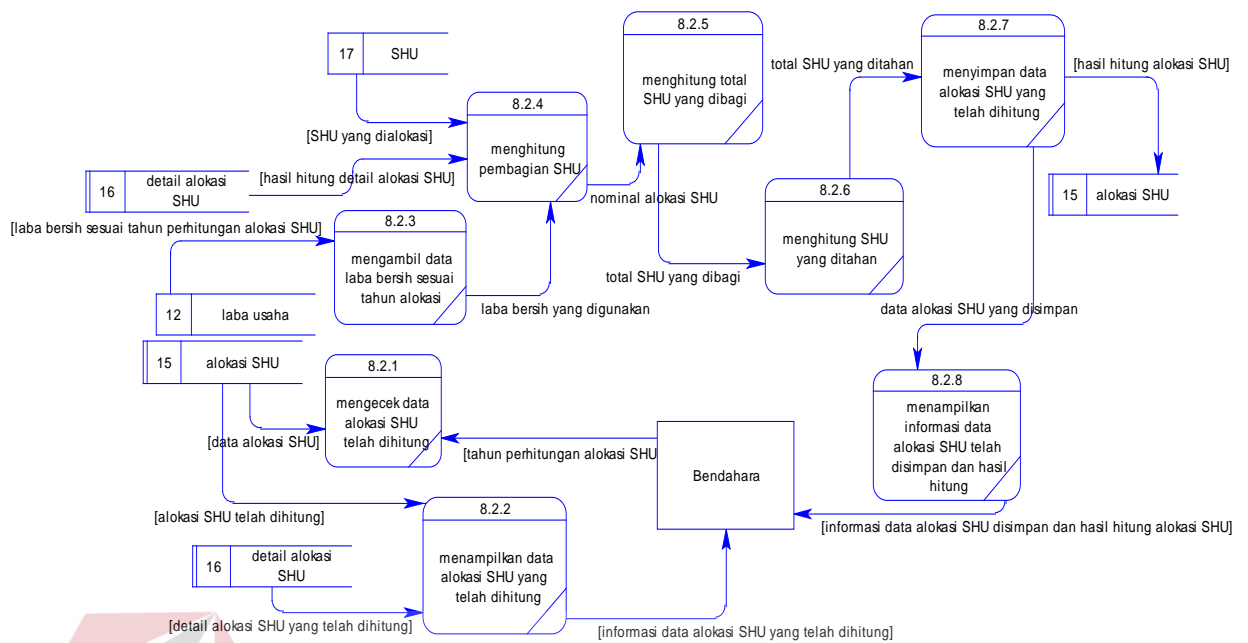 17 SHU
[SHU yang dialokasi]
16 detail alokasi
SHU
[hasil hitung detail alokasi SHU]
8.2.4
menghitung
pembagian SHU
nominal alokasi SHU
8.2.5
menghitung total
SHU yang dibagi
total SHU yang dibagi
8.2.6
menghitung SHU
yang ditahan
total SHU yang ditahan
8.2.7
menyimpan data
alokasi SHU yang
telah dihitung
[hasil hitung alokasi SHU]
15 alokasi SHU
[laba bersih sesuai tahun perhitungan alokasi SHU]
8.2.3
mengambil data
laba bersih sesuai
tahun alokasi
laba bersih yang digunakan
12 laba usaha
15 alokasi SHU
[data alokasi SHU]
8.2.1
mengecek data
alokasi SHU
telah dihitung
[tahun perhitungan alokasi SHU
Bendahara
data alokasi SHU yang disimpan
8.2.8
menampilkan
informasi data
alokasi SHU telah
disimpan dan hasil
hitung
[informasi data alokasi SHU disimpan dan hasil hitung alokasi SHU]
[alokasi SHU telah dihitung]
8.2.2
menampilkan data
alokasi SHU yang
telah dihitung
16 detail alokasi
SHU
[detail alokasi SHU yang telah dihitung]
[informasi data alokasi SHU yang telah dihitung]